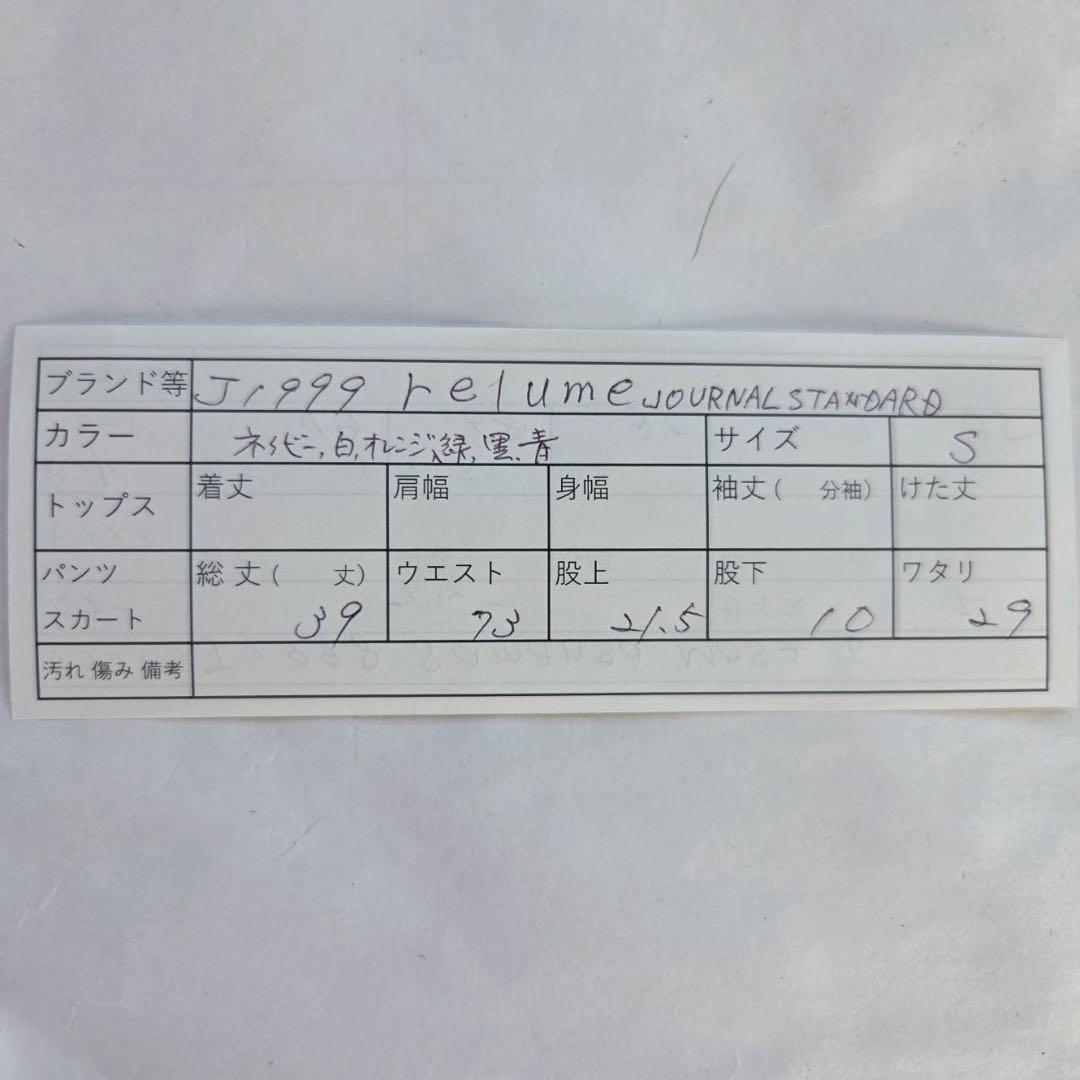 ブランド等 J1999 relume JOURNAL STANDARD
カラー ネイビー,白,オレンジ,緑,黒,青 サイズ S
トップス 着丈 肩幅 身幅 袖丈( 分袖) けた丈
パンツ 総丈( 丈) ウエスト 股上 股下 ワタリ
スカート 39 73 21.5 10 29
汚れ 傷み 備考